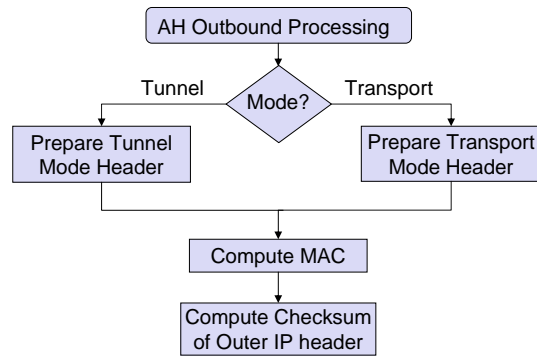 AH Outbound Processing
Mode?
Tunnel
Transport
Prepare Tunnel
Mode Header
Prepare Transport
Mode Header
Compute MAC
Compute Checksum
of Outer IP header